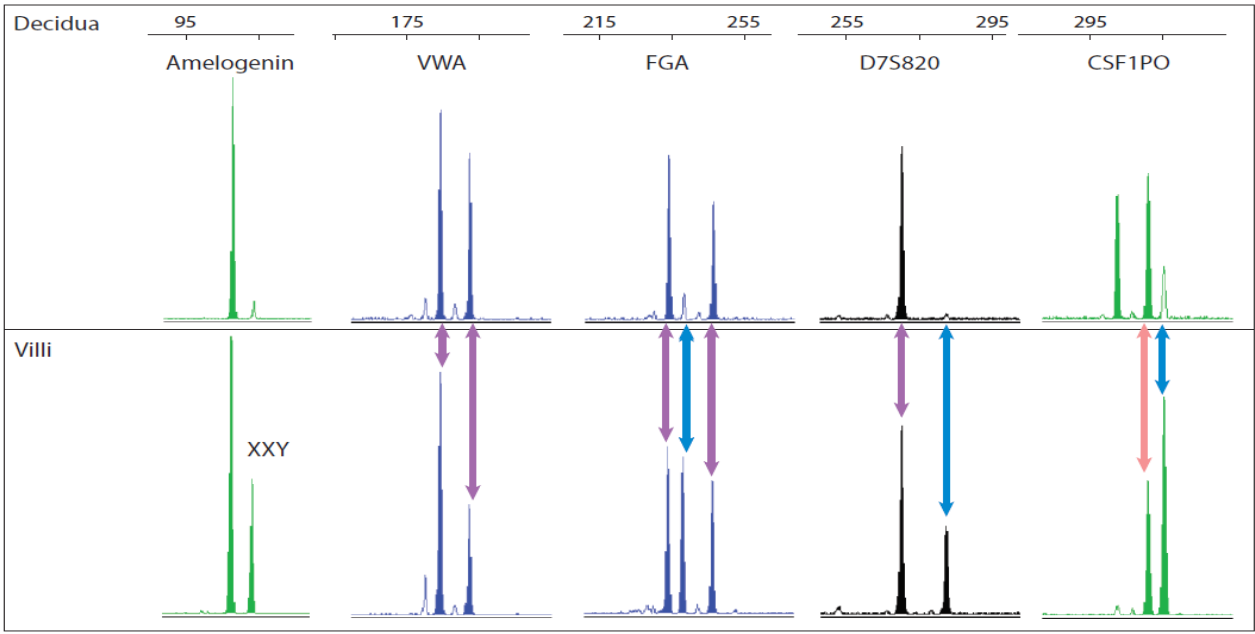 Decidua 95 175 215 255 255 295 295
Amelogenin VWA FGA D7S820 CSF1PO
Villi
XXY